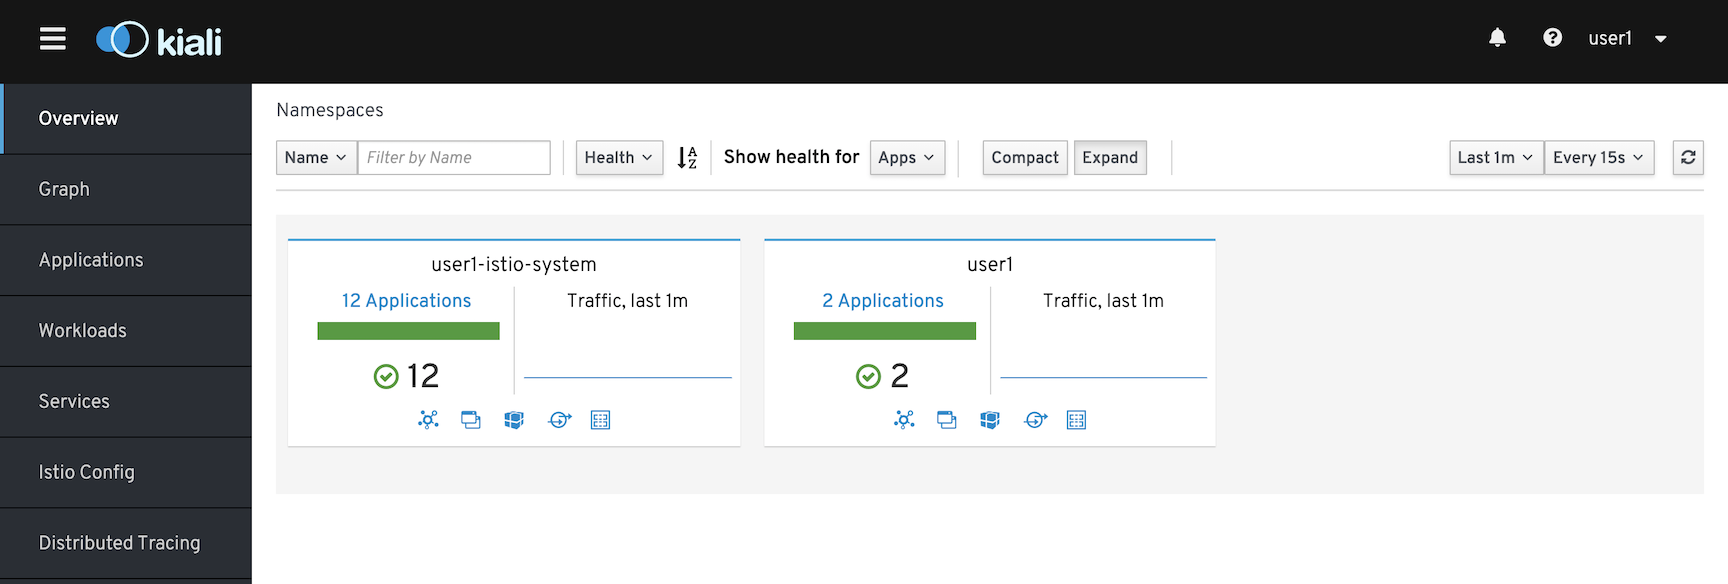 kiali
user1
Overview
Graph
Applications
Workloads
Services
Istio Config
Distributed Tracing
Namespaces
Name Filter by Name Health A Z Show health for Apps Compact Expand Last 1m Every 15s
user1-istio-system
12 Applications Traffic, last 1m
12
user1
2 Applications Traffic, last 1m
2